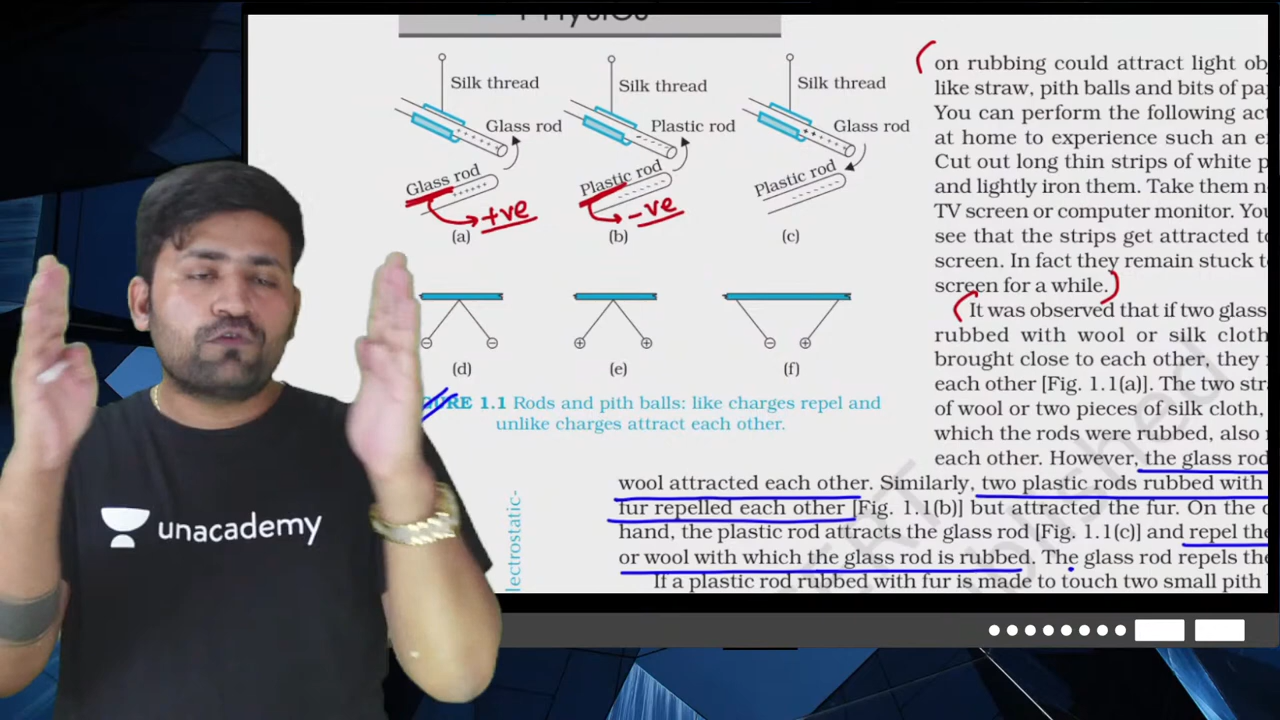 Physics
Silk thread
Silk thread
Silk thread
Glass rod
Plastic rod
Glass rod
Glass rod
Plastic rod
Plastic rod
+ve
-ve
(a)
(b)
(c)
(d)
(e)
(f)
URE 1.1 Rods and pith balls: like charges repel and
unlike charges attract each other.
on rubbing could attract light
like straw, pith balls and bits of
You can perform the following
at home to experience such an
Cut out long thin strips of white
and lightly iron them. Take them
TV screen or computer monitor.
see that the strips get attracted
screen. In fact they remain stuck
screen for a while.
It was observed that if two glass
rubbed with wool or silk cloth
brought close to each other, they
each other [Fig. 1.1(a)]. The two
of wool or two pieces of silk cloth,
which the rods were rubbed, also
each other. However, the glass rod
wool attracted each other. Similarly, two plastic rods rubbed with
fur repelled each other [Fig. 1.1(b)] but attracted the fur. On the
hand, the plastic rod attracts the glass rod [Fig. 1.1(c)] and repel the
or wool with which the glass rod is rubbed. The glass rod repels the
If a plastic rod rubbed with fur is made to touch two small pith
lectrostatic-
unacademy